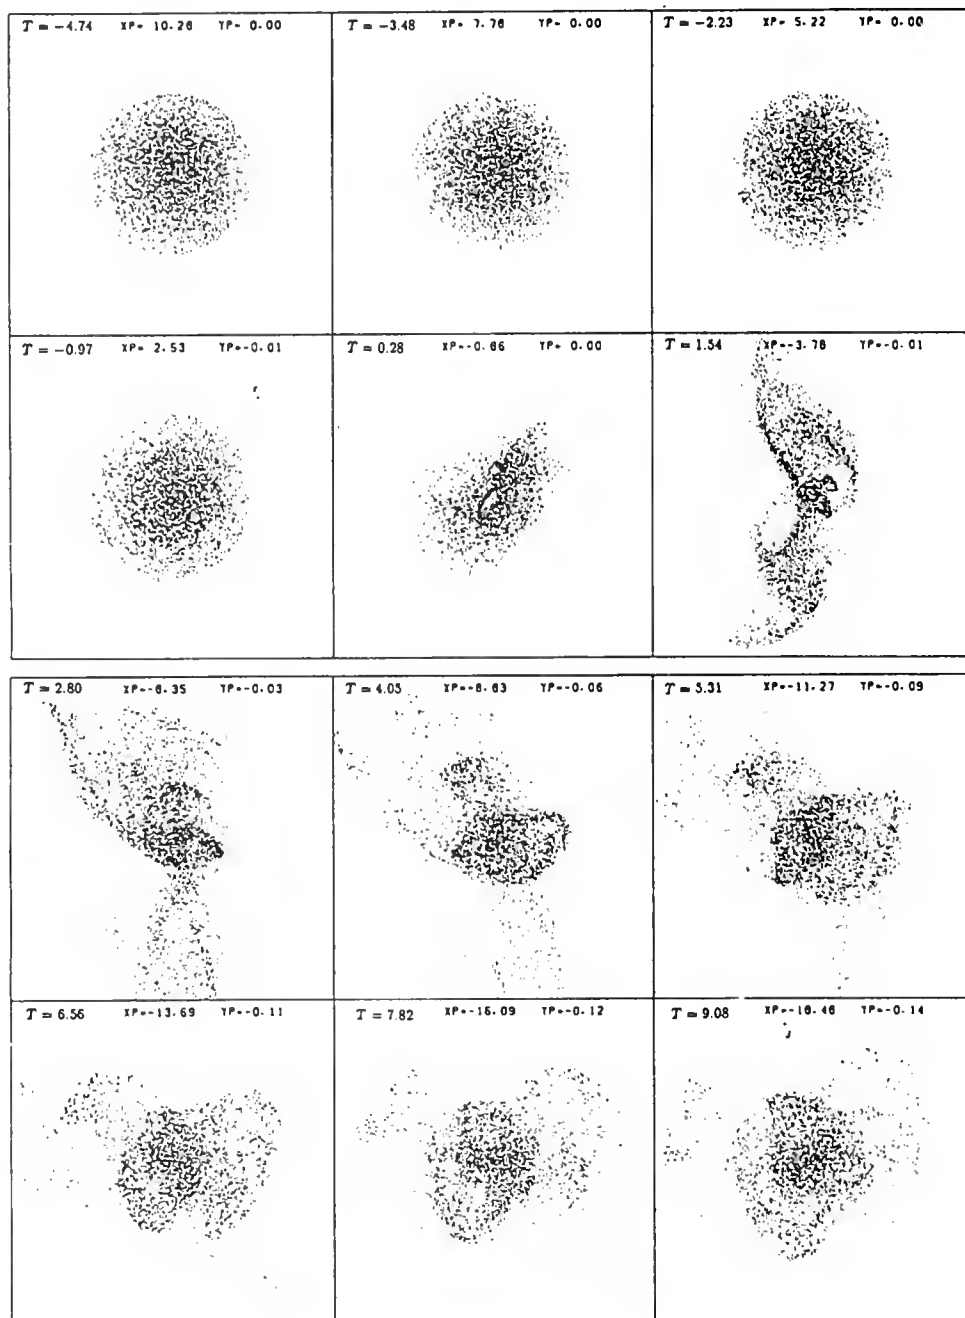 T = -4.74 XP= 10.26 YP= 0.00
T = -3.48 XP= 7.76 YP= 0.00
T = -2.23 XP= 5.22 YP= 0.00
T = -0.97 XP= 2.53 YP=-0.01
T = 0.28 XP=-0.66 YP= 0.00
T = 1.54 XP=-3.76 YP=-0.01
T = 2.80 XP=-6.35 YP=-0.03
T = 4.05 XP=-8.83 YP=-0.06
T = 5.31 XP=-11.27 YP=-0.09
T = 6.56 XP=-13.69 YP=-0.11
T = 7.82 XP=-16.09 YP=-0.12
T = 9.08 XP=-18.46 YP=-0.14